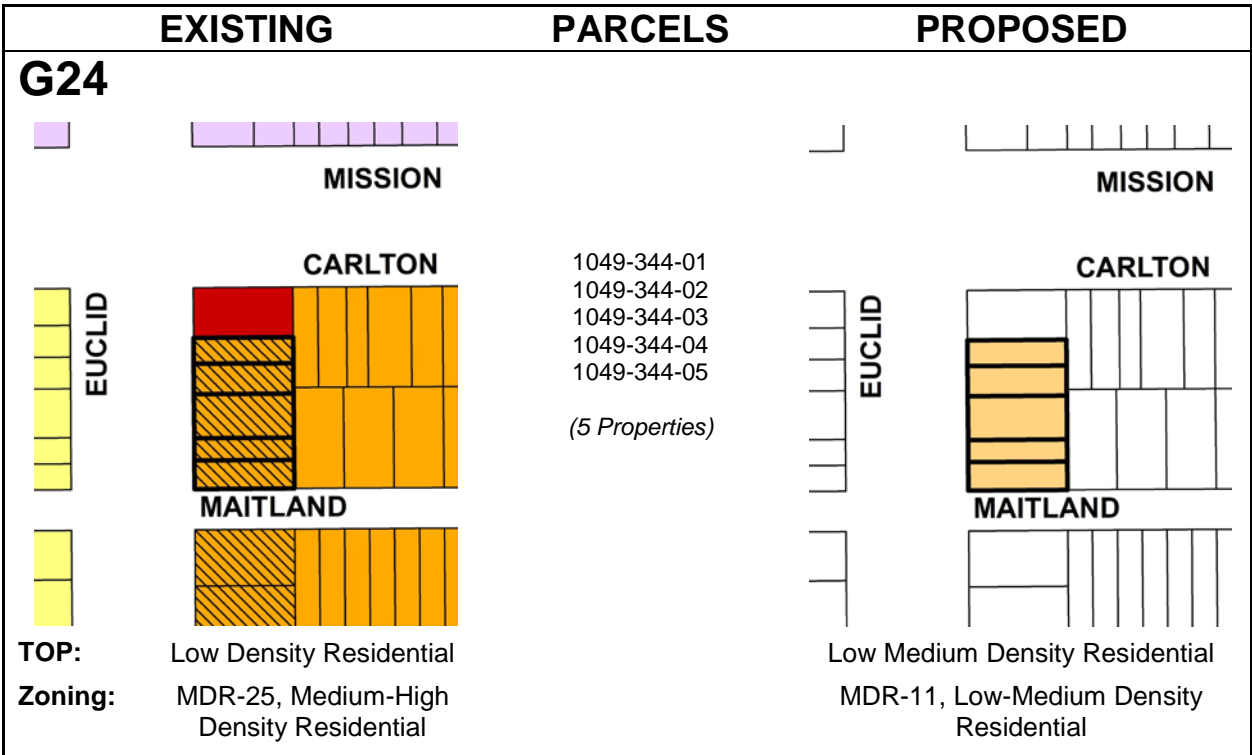 EXISTING PARCELS PROPOSED
G24
MISSION
CARLTON
EUCLID
MAITLAND
1049-344-01
1049-344-02
1049-344-03
1049-344-04
1049-344-05
(5 Properties)
MISSION
CARLTON
EUCLID
MAITLAND
TOP: Low Density Residential Low Medium Density Residential
Zoning: MDR-25, Medium-High MDR-11, Low-Medium Density
Density Residential Residential